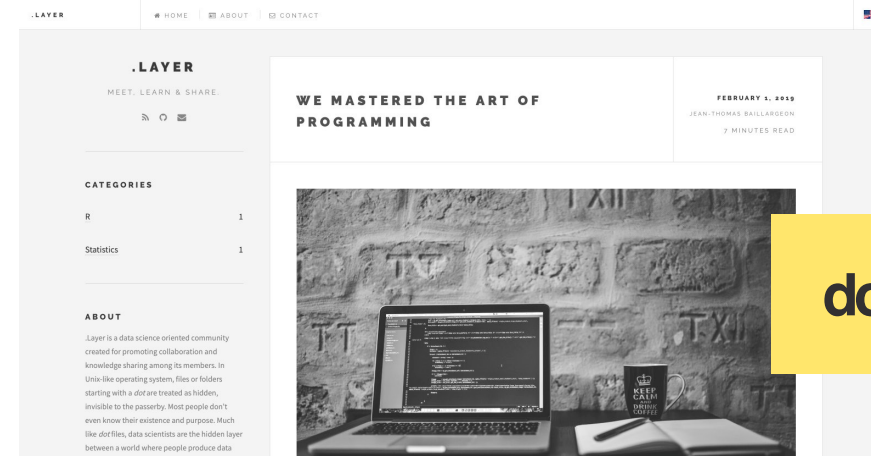 .LAYER
HOME
ABOUT
CONTACT
.LAYER
MEET, LEARN & SHARE.
CATEGORIES
R 1
Statistics 1
ABOUT
.Layer is a data science oriented community
created for promoting collaboration and
knowledge sharing among its members. In
Unix-like operating system, files or folders
starting with a dot are treated as hidden,
invisible to the passerby. Most people don't
even know their existence and purpose. Much
like dot files, data scientists are the hidden layer
between a world where people produce data
WE MASTERED THE ART OF
PROGRAMMING
FEBRUARY 1, 2019
JEAN-THOMAS BAILLARGEON
7 MINUTES READ
KEEP
CALM
AND
DRINK
COFFEE